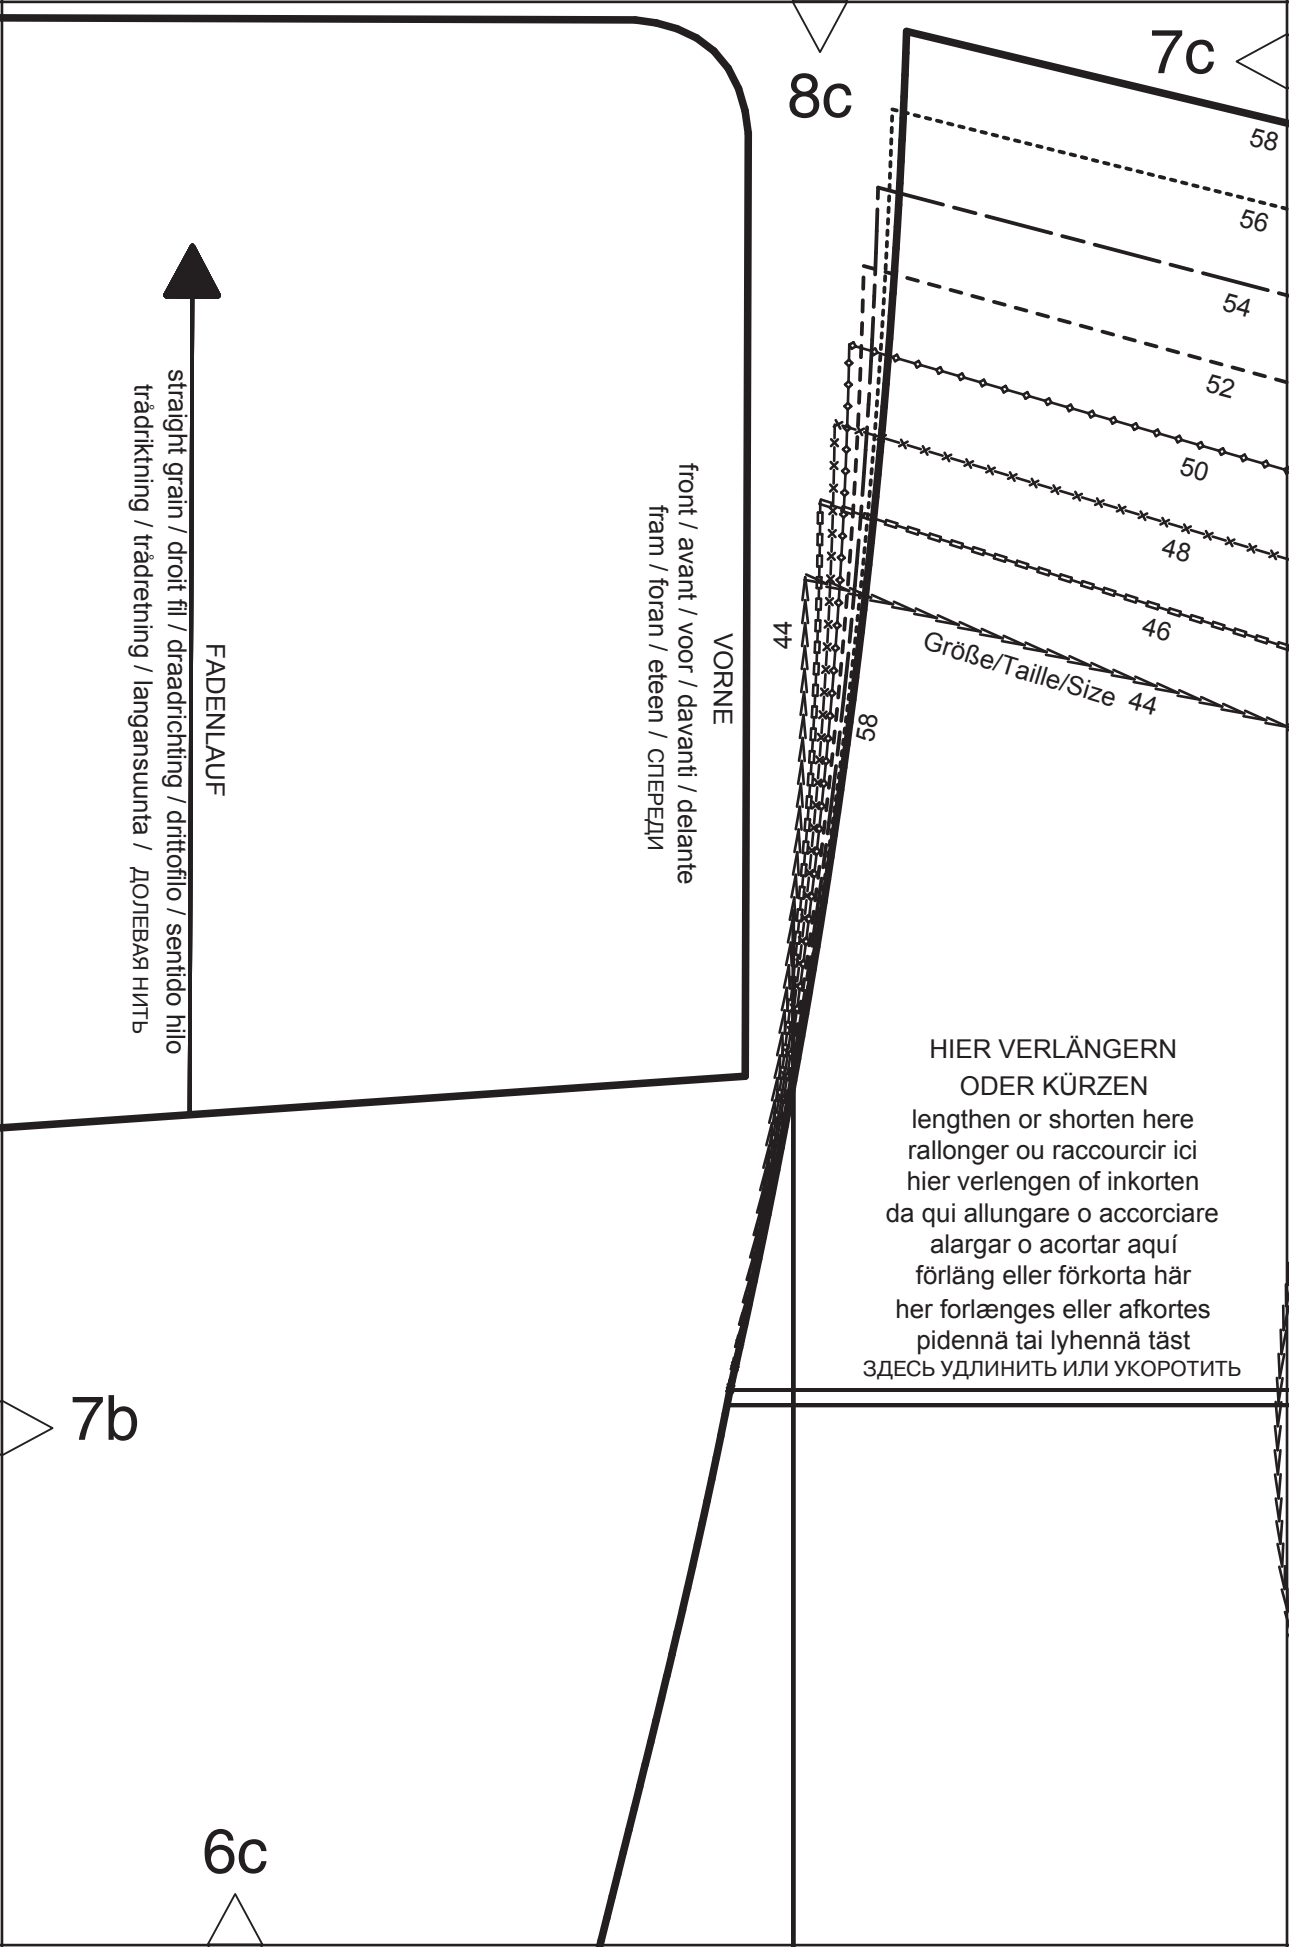 7c
8c
58
56
54
52
50
48
46
Größe/Taille/Size 44
44
58
VORNE
front / avant / voor / davanti / delante
fram / foran / eteen / СПЕРЕДИ
FADENLAUF
straight grain / droit fil / draadrichting / drittofilo / sentido hilo
trådriktning / trådretning / langansuunta / ДОЛЕВАЯ НИТЬ
HIER VERLÄNGERN
ODER KÜRZEN
lengthen or shorten here
rallonger ou raccourcir ici
hier verlengen of inkorten
da qui allungare o accorciare
alargar o acortar aquí
förläng eller förkorta här
her forlænges eller afkortes
pidennä tai lyhennä täst
ЗДЕСЬ УДЛИНИТЬ ИЛИ УКОРОТИТЬ
7b
6c